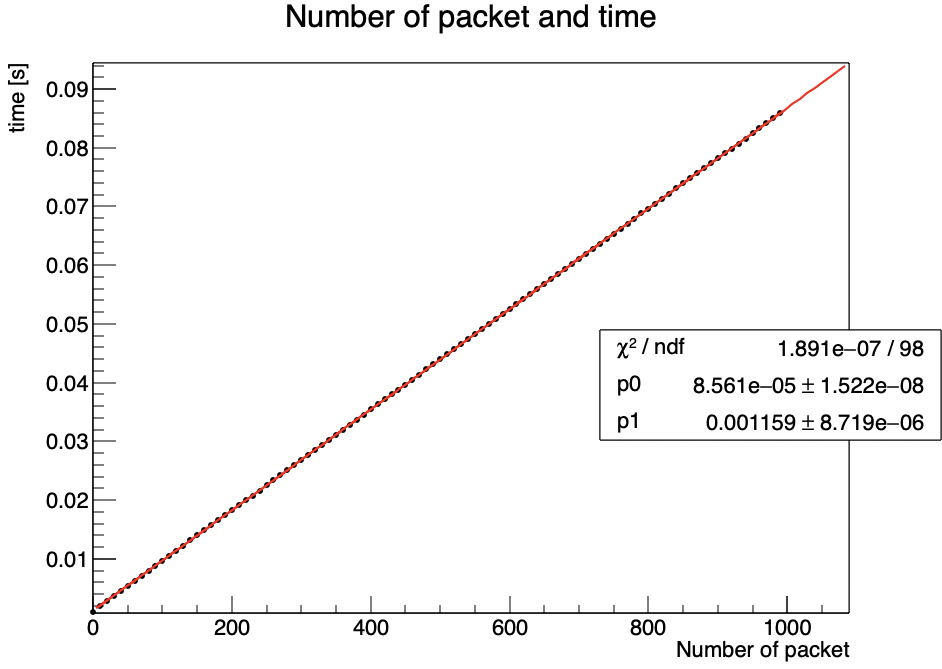 Number of packet and time
time [s]
0.09
0.08
0.07
0.06
0.05
0.04
0.03
0.02
0.01
χ² / ndf 1.891e−07 / 98
p0 8.561e−05 ± 1.522e−08
p1 0.001159 ± 8.719e−06
0 200 400 600 800 1000
Number of packet